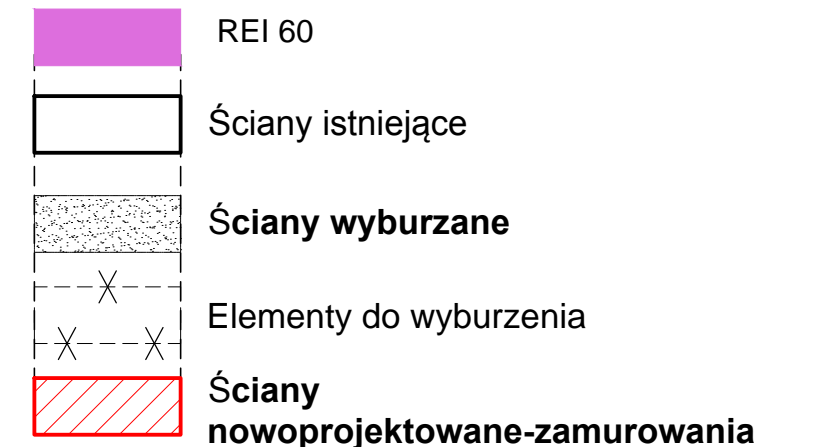 REI 60
Ściany istniejące
Ściany wyburzane
Elementy do wyburzenia
Ściany
nowoprojektowane-zamurowania